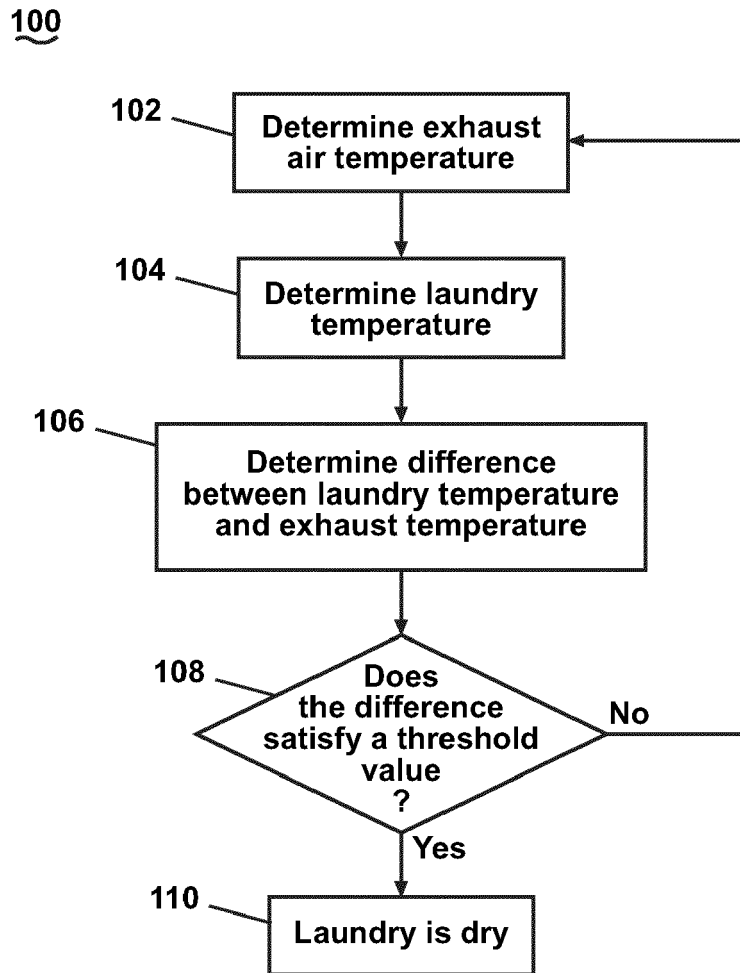 100
102
Determine exhaust
air temperature
104
Determine laundry
temperature
106
Determine difference
between laundry temperature
and exhaust temperature
108
Does
the difference
satisfy a threshold
value
?
No
Yes
110
Laundry is dry